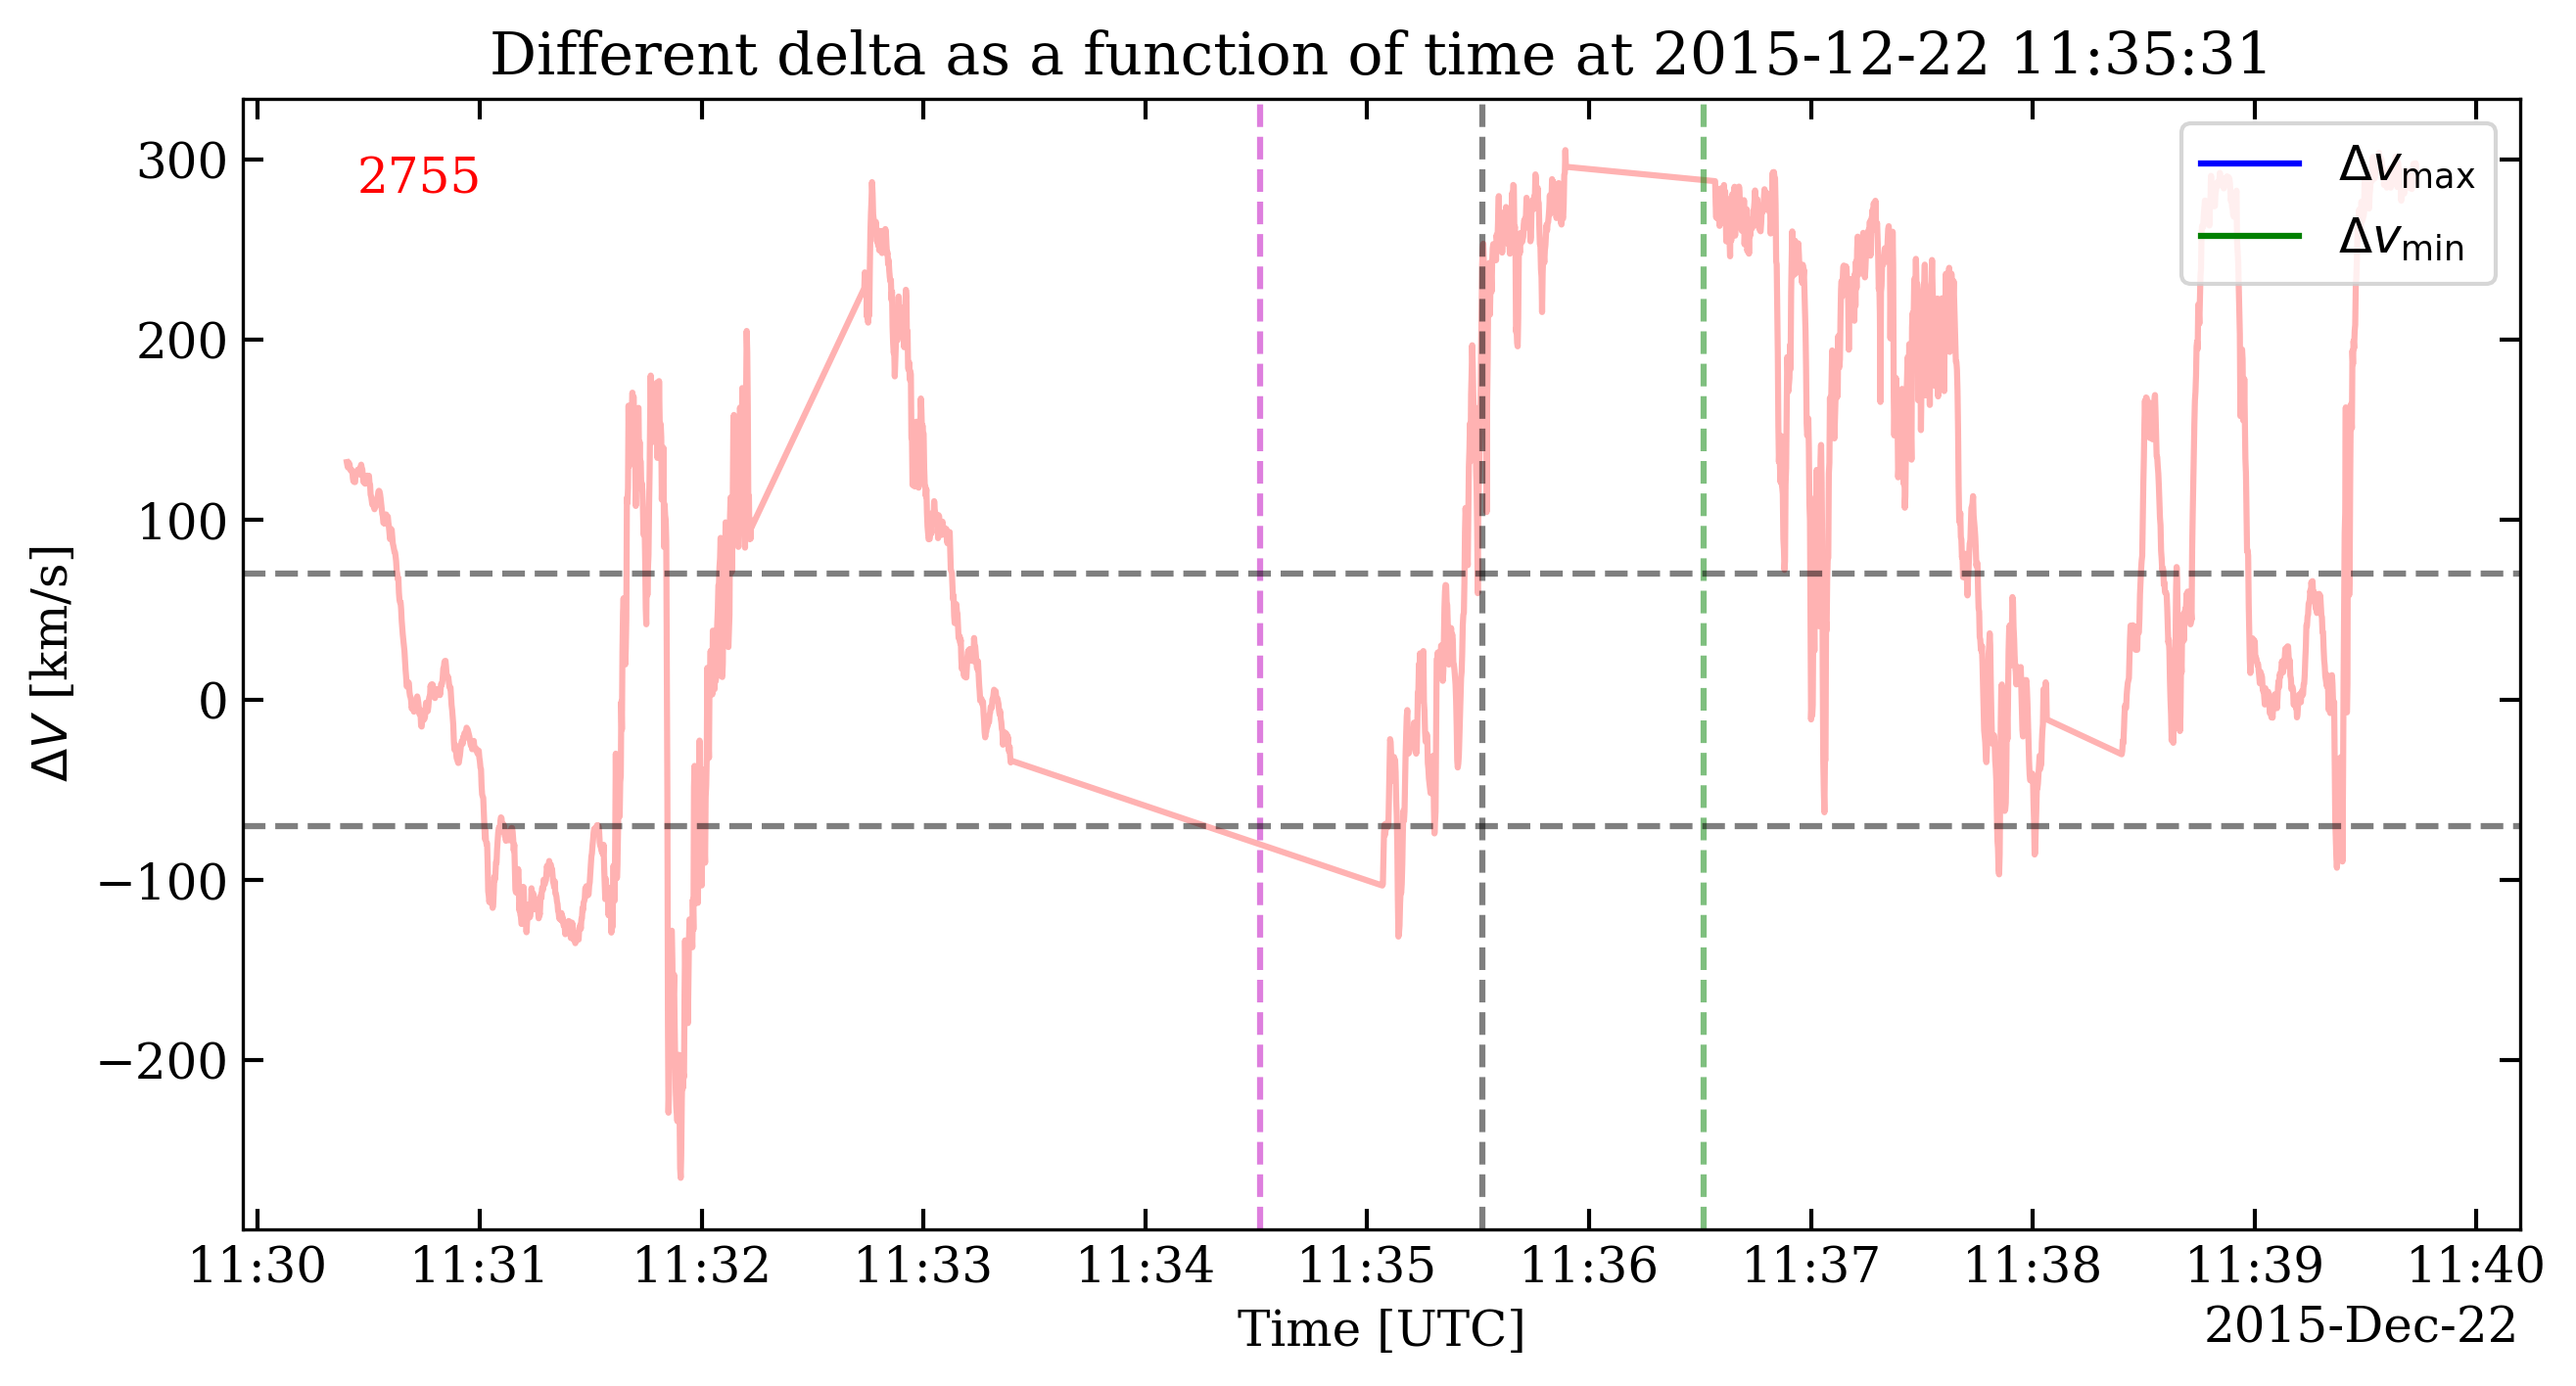 Different delta as a function of time at 2015-12-22 11:35:31
2755
Δv_max
Δv_min
300
200
100
0
−100
−200
ΔV [km/s]
11:30 11:31 11:32 11:33 11:34 11:35 11:36 11:37 11:38 11:39 11:40
Time [UTC]
2015-Dec-22